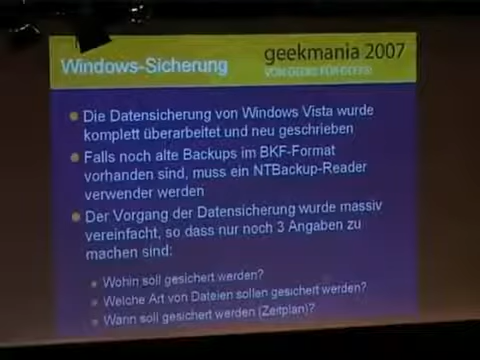 Windows-Sicherung
geekmania 2007
VON GEEKS FÜR GEEKS!
Die Datensicherung von Windows Vista wurde
komplett überarbeitet und neu geschrieben
Falls noch alte Backups im BKF-Format
vorhanden sind, muss ein NTBackup-Reader
verwender werden
Der Vorgang der Datensicherung wurde massiv
vereinfacht, so dass nur noch 3 Angaben zu
machen sind:
Wohin soll gesichert werden?
Welche Art von Dateien sollen gesichert werden?
Wann soll gesichert werden (Zeitplan)?